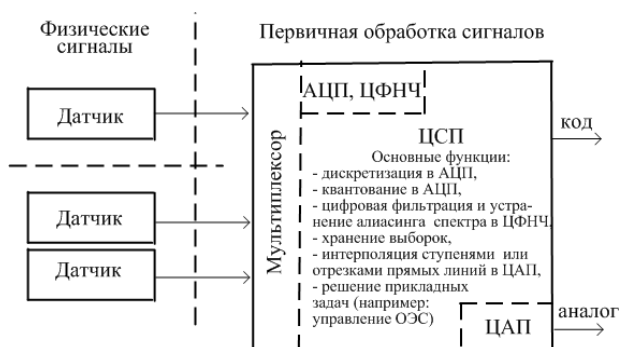 Физические
сигналы
Первичная обработка сигналов
Датчик
Датчик
Датчик
Мультиплексор
АЦП, ЦФНЧ
ЦСП
Основные функции:
- дискретизация в АЦП,
- квантование в АЦП,
- цифровая фильтрация и устра-
нение алиасинга спектра в ЦФНЧ,
- хранение выборок,
- интерполяция ступенями или
отрезками прямых линий в ЦАП,
- решение прикладных
задач (например:
управление ОЭС)
ЦАП
код
аналог